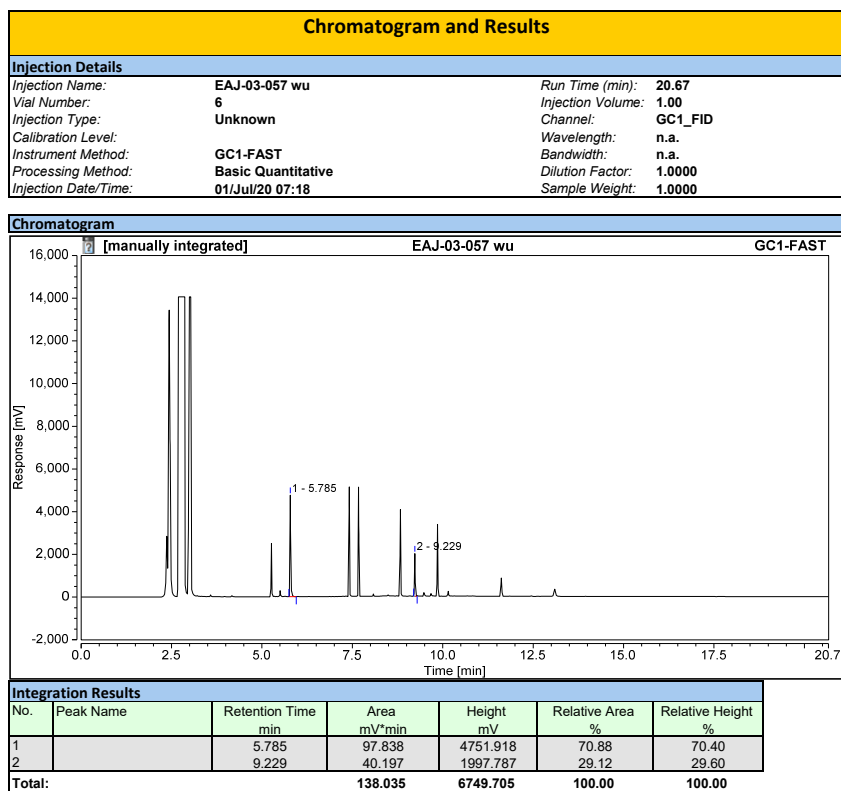 Chromatogram and Results
Injection Details
Injection Name: EAJ-03-057 wu Run Time (min): 20.67
Vial Number: 6 Injection Volume: 1.00
Injection Type: Unknown Channel: GC1_FID
Calibration Level: Wavelength: n.a.
Instrument Method: GC1-FAST Bandwidth: n.a.
Processing Method: Basic Quantitative Dilution Factor: 1.0000
Injection Date/Time: 01/Jul/20 07:18 Sample Weight: 1.0000
Chromatogram
? [manually integrated] EAJ-03-057 wu GC1-FAST
16,000
14,000
12,000
10,000
8,000
6,000
4,000
2,000
0
-2,000
Response [mV]
1 - 5.785
2 - 9.229
0.0 2.5 5.0 7.5 10.0 12.5 15.0 17.5 20.7
Time [min]
Integration Results
No. Peak Name Retention Time Area Height Relative Area Relative Height
min mV*min mV % %
1 5.785 97.838 4751.918 70.88 70.40
2 9.229 40.197 1997.787 29.12 29.60
Total: 138.035 6749.705 100.00 100.00